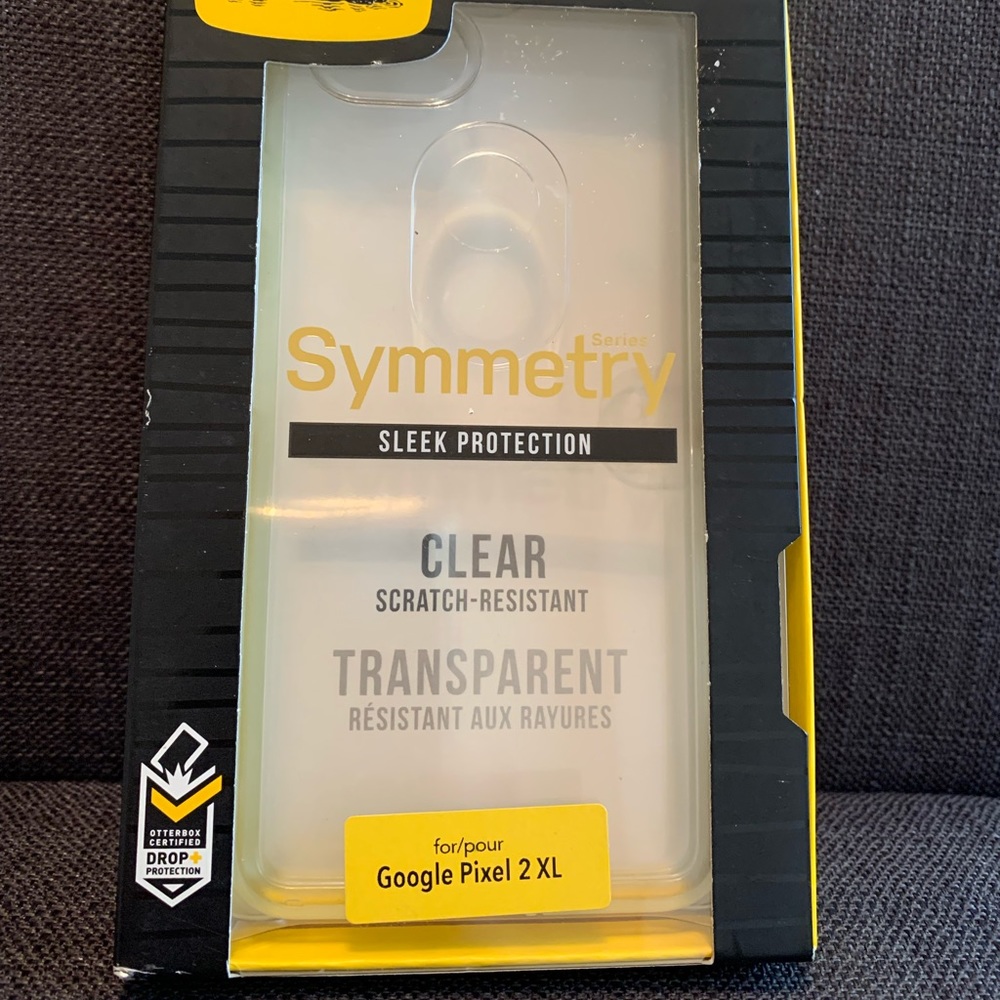 Symmetry
Series
SLEEK PROTECTION
CLEAR
SCRATCH-RESISTANT
TRANSPARENT
RÉSISTANT AUX RAYURES
OTTERBOX
CERTIFIED
DROP+
PROTECTION
for/pour
Google Pixel 2 XL